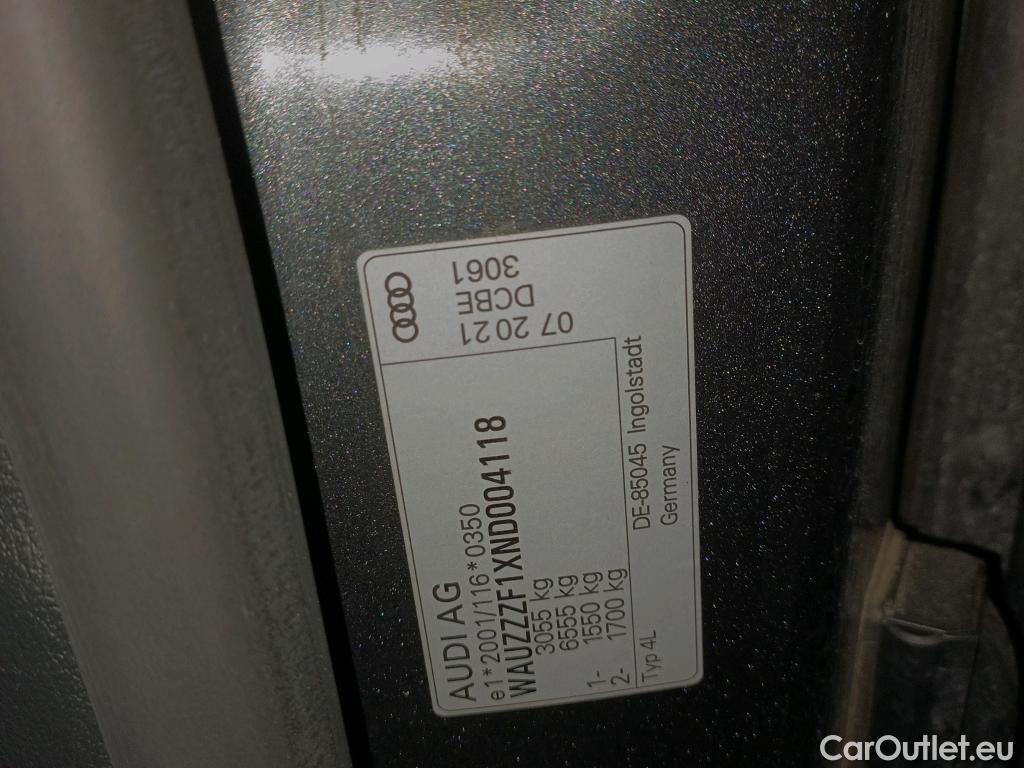 AUDI AG
e1*2001/116*0350
WAUZZZF1XND004118
3055 kg
6555 kg
1- 1550 kg
2- 1700 kg
Typ 4L
DE-85045 Ingolstadt
Germany
07 2021
DCBE
3061
CarOutlet.eu